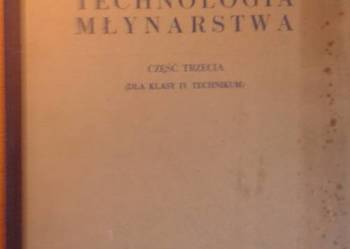 TECHNOLOGIA
MŁYNARSTWA
CZĘŚĆ TRZECIA
(DLA KLASY IV TECHNIKUM)